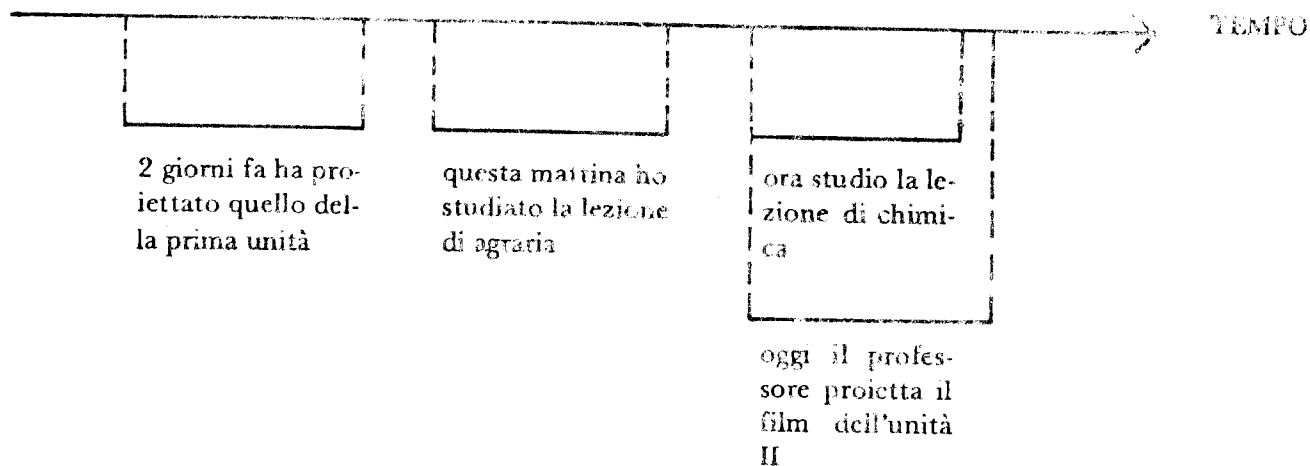 TEMPO
2 giorni fa ha pro-
iettato quello del-
la prima unità
questa mattina ho
studiato la lezione
di agraria
ora studio la le-
zione di chimi-
ca
oggi il profes-
sore proietta il
film dell'unità
II